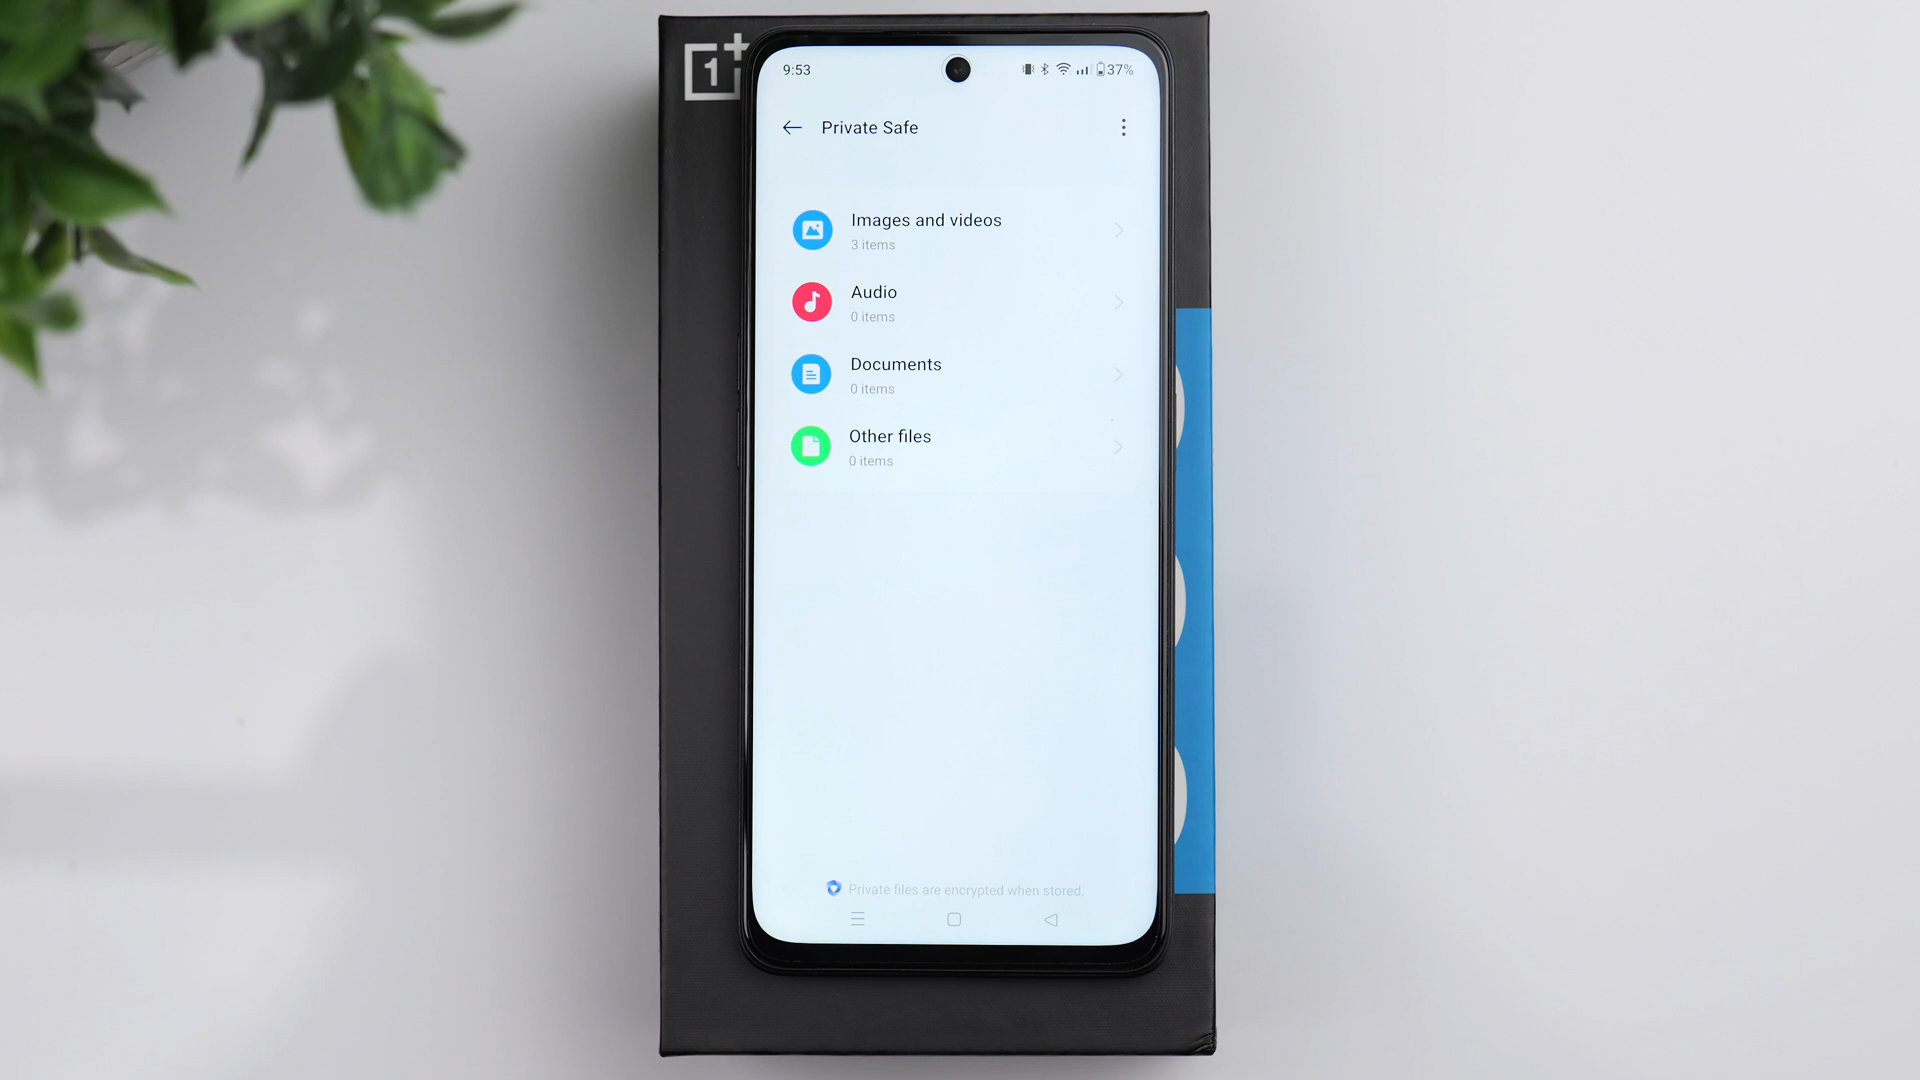 1+
9:53
37%
Private Safe
Images and videos
3 items
Audio
0 items
Documents
0 items
Other files
0 items
Private files are encrypted when stored.